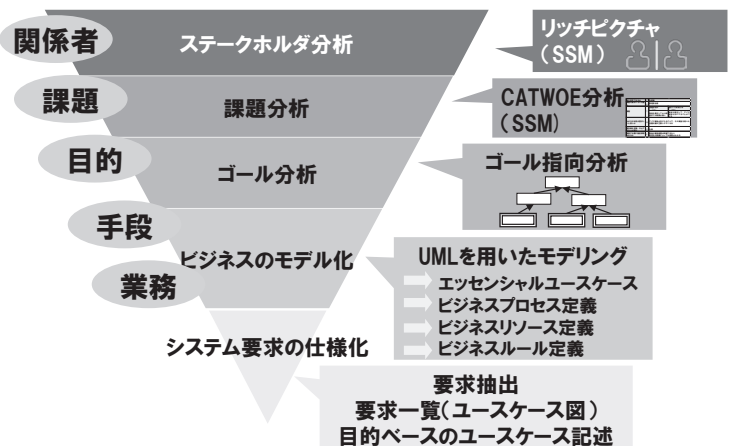 関係者
ステークホルダ分析
リッチピクチャ
(SSM)
課題
課題分析
CATWOE分析
(SSM)
目的
ゴール分析
ゴール指向分析
手段
ビジネスのモデル化
業務
UMLを用いたモデリング
エッセンシャルユースケース
ビジネスプロセス定義
ビジネスリソース定義
ビジネスルール定義
システム要求の仕様化
要求抽出
要求一覧(ユースケース図)
目的ベースのユースケース記述